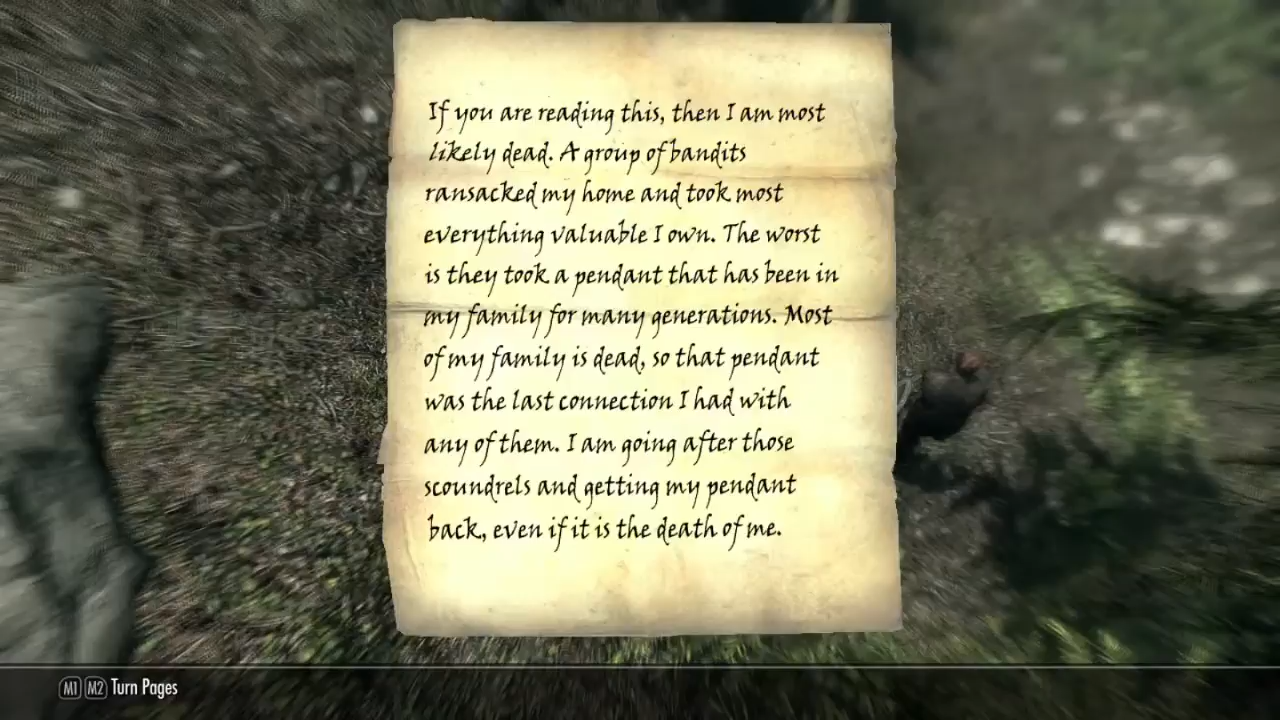 If you are reading this, then I am most
likely dead. A group of bandits
ransacked my home and took most
everything valuable I own. The worst
is they took a pendant that has been in
my family for many generations. Most
of my family is dead, so that pendant
was the last connection I had with
any of them. I am going after those
scoundrels and getting my pendant
back, even if it is the death of me.
M1 M2 Turn Pages